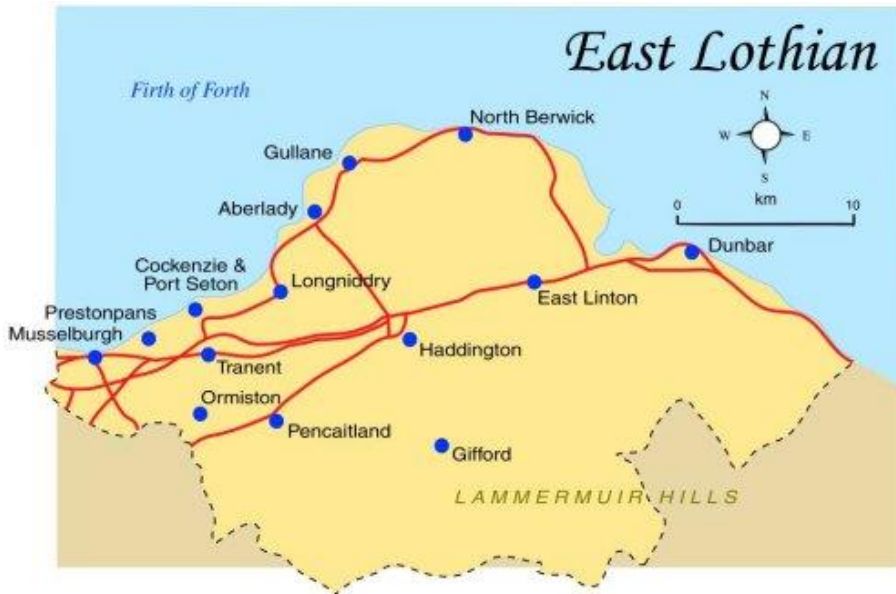 East Lothian
Firth of Forth
N
W E
S
0 10
km
North Berwick
Gullane
Aberlady
Dunbar
Cockenzie &
Port Seton
Longniddry
East Linton
Prestonpans
Musselburgh
Haddington
Tranent
Ormiston
Pencaitland
Gifford
LAMMERMUIR HILLS